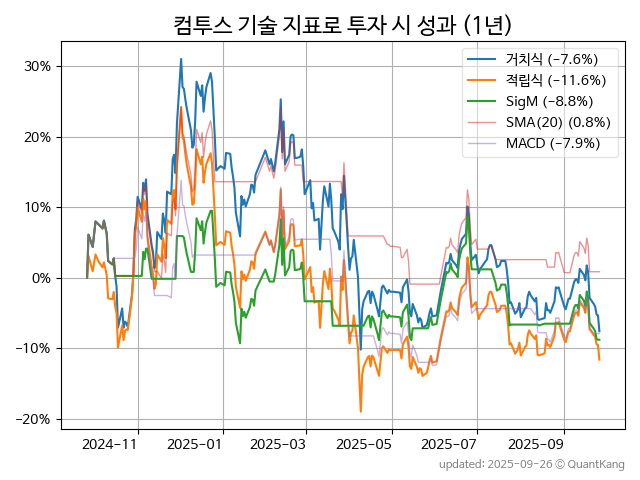 컴투스 기술 지표로 투자 시 성과 (1년)
30%
20%
10%
0%
−10%
−20%
거치식 (−7.6%)
적립식 (−11.6%)
SigM (−8.8%)
SMA(20) (0.8%)
MACD (−7.9%)
2024-11
2025-01
2025-03
2025-05
2025-07
2025-09
updated: 2025-09-26 © QuantKang